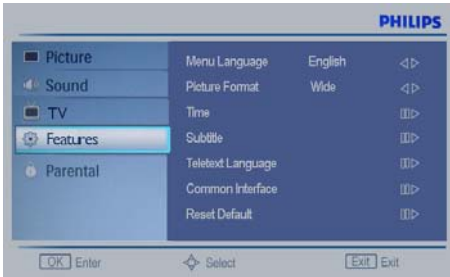 PHILIPS
Picture
Sound
TV
Features
Parental
Menu Language English
Picture Format Wide
Time
Subtitle
Teletext Language
Common Interface
Reset Default
OK Enter
Select
Exit Exit